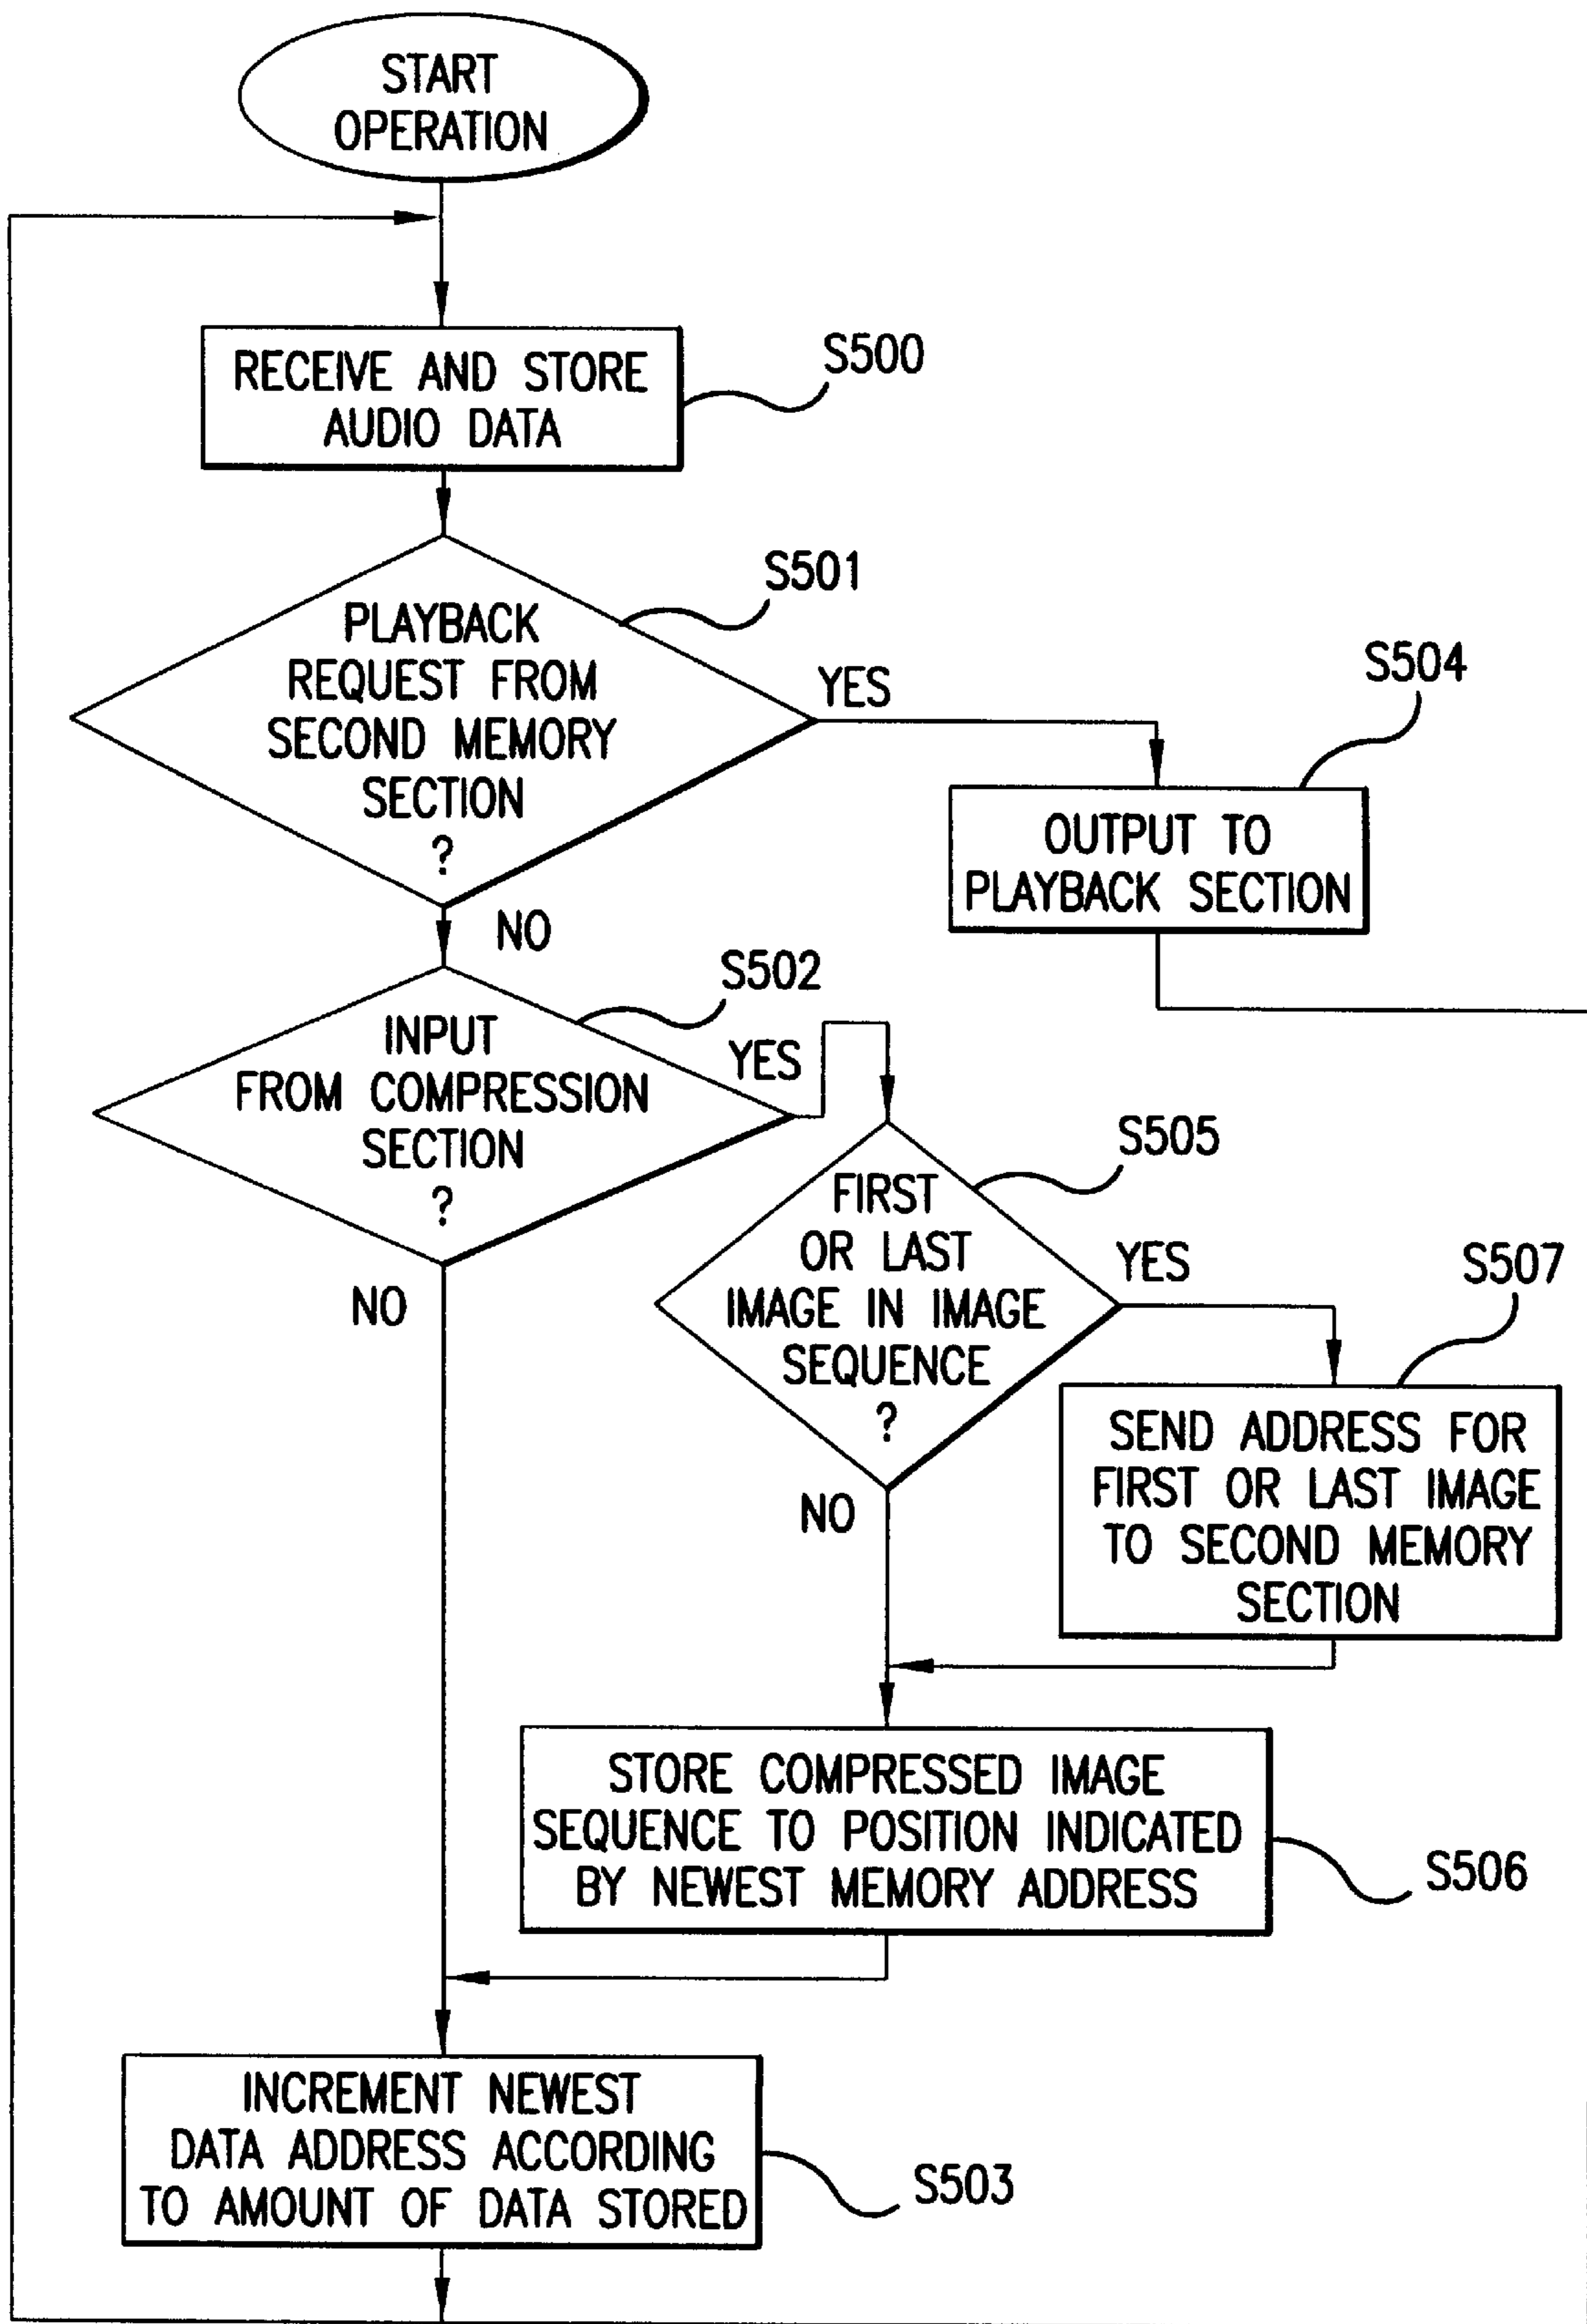 START
OPERATION
RECEIVE AND STORE
AUDIO DATA
S500
PLAYBACK
REQUEST FROM
SECOND MEMORY
SECTION
?
S501
YES
NO
S504
OUTPUT TO
PLAYBACK SECTION
S502
INPUT
FROM COMPRESSION
SECTION
?
YES
NO
S505
FIRST
OR LAST
IMAGE IN IMAGE
SEQUENCE
?
YES
NO
S507
SEND ADDRESS FOR
FIRST OR LAST IMAGE
TO SECOND MEMORY
SECTION
STORE COMPRESSED IMAGE
SEQUENCE TO POSITION INDICATED
BY NEWEST MEMORY ADDRESS
S506
INCREMENT NEWEST
DATA ADDRESS ACCORDING
TO AMOUNT OF DATA STORED
S503